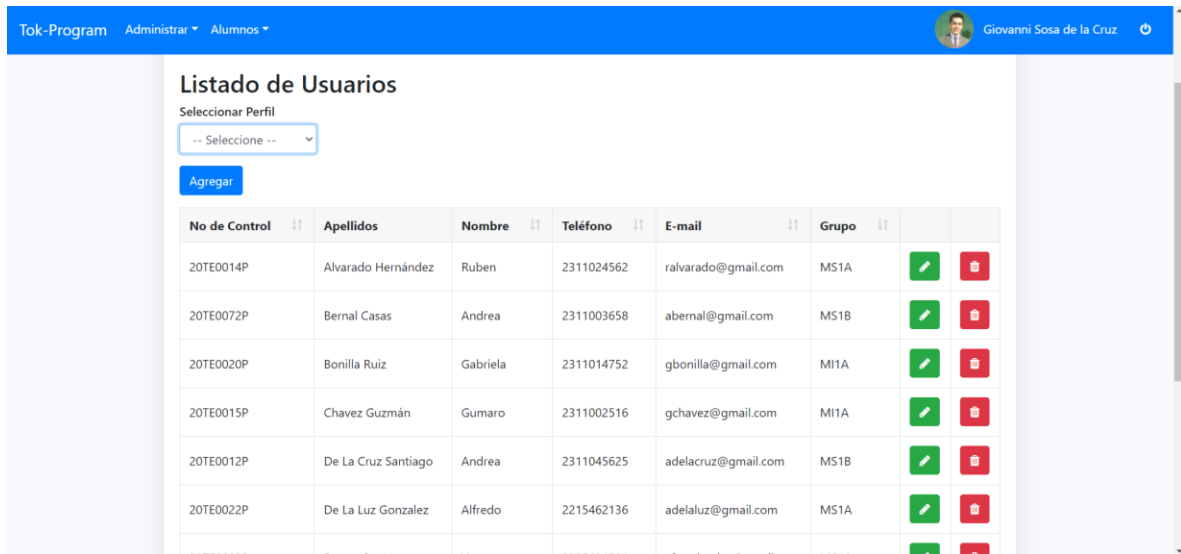 Tok-Program Administrar Alumnos Giovanni Sosa de la Cruz
Listado de Usuarios
Seleccionar Perfil
-- Seleccione --
Agregar
No de Control Apellidos Nombre Teléfono E-mail Grupo
20TE0014P Alvarado Hernández Ruben 2311024562 ralvarado@gmail.com MS1A
20TE0072P Bernal Casas Andrea 2311003658 abernal@gmail.com MS1B
20TE0020P Bonilla Ruiz Gabriela 2311014752 gbonilla@gmail.com MI1A
20TE0015P Chavez Guzmán Gumaro 2311002516 gchavez@gmail.com MI1A
20TE0012P De La Cruz Santiago Andrea 2311045625 adelacruz@gmail.com MS1B
20TE0022P De La Luz Gonzalez Alfredo 2215462136 adelaluz@gmail.com MS1A